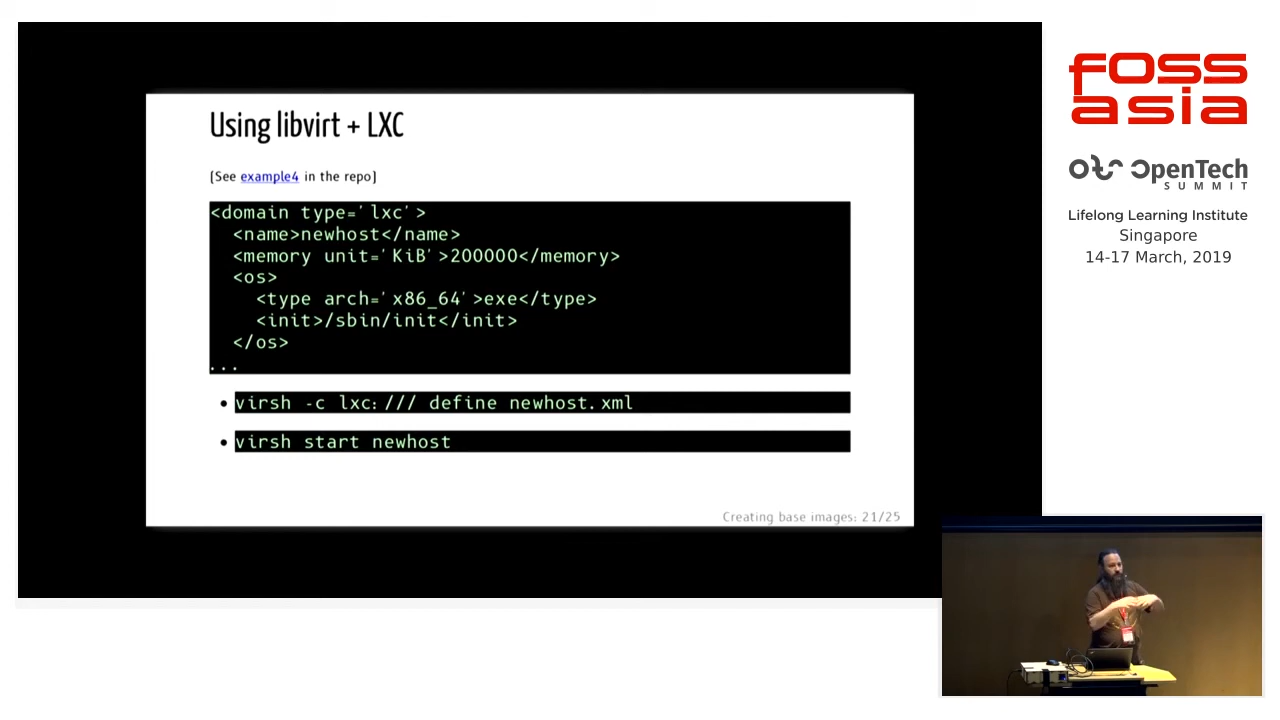 Using libvirt + LXC
[See example4 in the repo]
<domain type='lxc'>
  <name>newhost</name>
  <memory unit='KiB'>200000</memory>
  <os>
    <type arch='x86_64'>exe</type>
    <init>/sbin/init</init>
  </os>
...
• virsh -c lxc:/// define newhost.xml
• virsh start newhost
Creating base images: 21/25
foss
asia
OpenTech
SUMMIT
Lifelong Learning Institute
Singapore
14-17 March, 2019